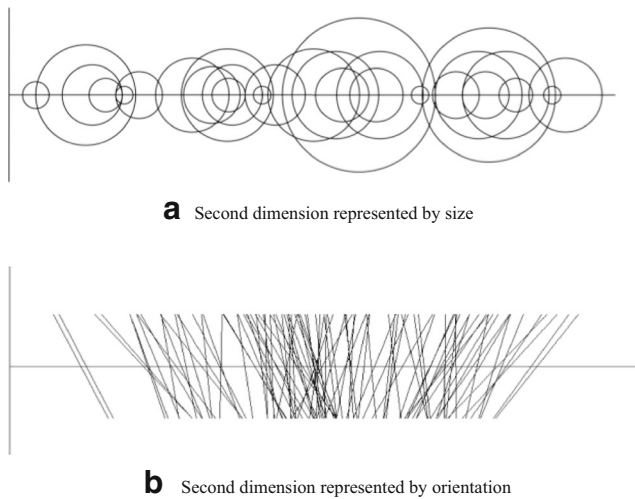 a Second dimension represented by size
b Second dimension represented by orientation